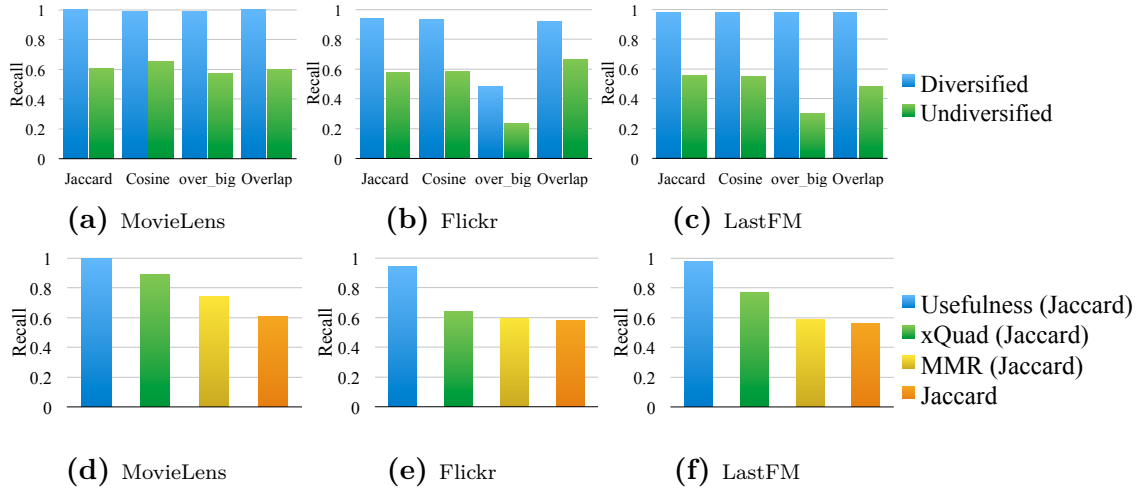 1
0.8
0.6
0.4
0.2
0
Recall
Jaccard Cosine over_big Overlap
(a) MovieLens
1
0.8
0.6
0.4
0.2
0
Recall
Jaccard Cosine over_big Overlap
(b) Flickr
1
0.8
0.6
0.4
0.2
0
Recall
Jaccard Cosine over_big Overlap
(c) LastFM
Diversified
Undiversified
1
0.8
0.6
0.4
0.2
0
Recall
(d) MovieLens
1
0.8
0.6
0.4
0.2
0
Recall
(e) Flickr
1
0.8
0.6
0.4
0.2
0
Recall
(f) LastFM
Usefulness (Jaccard)
xQuad (Jaccard)
MMR (Jaccard)
Jaccard